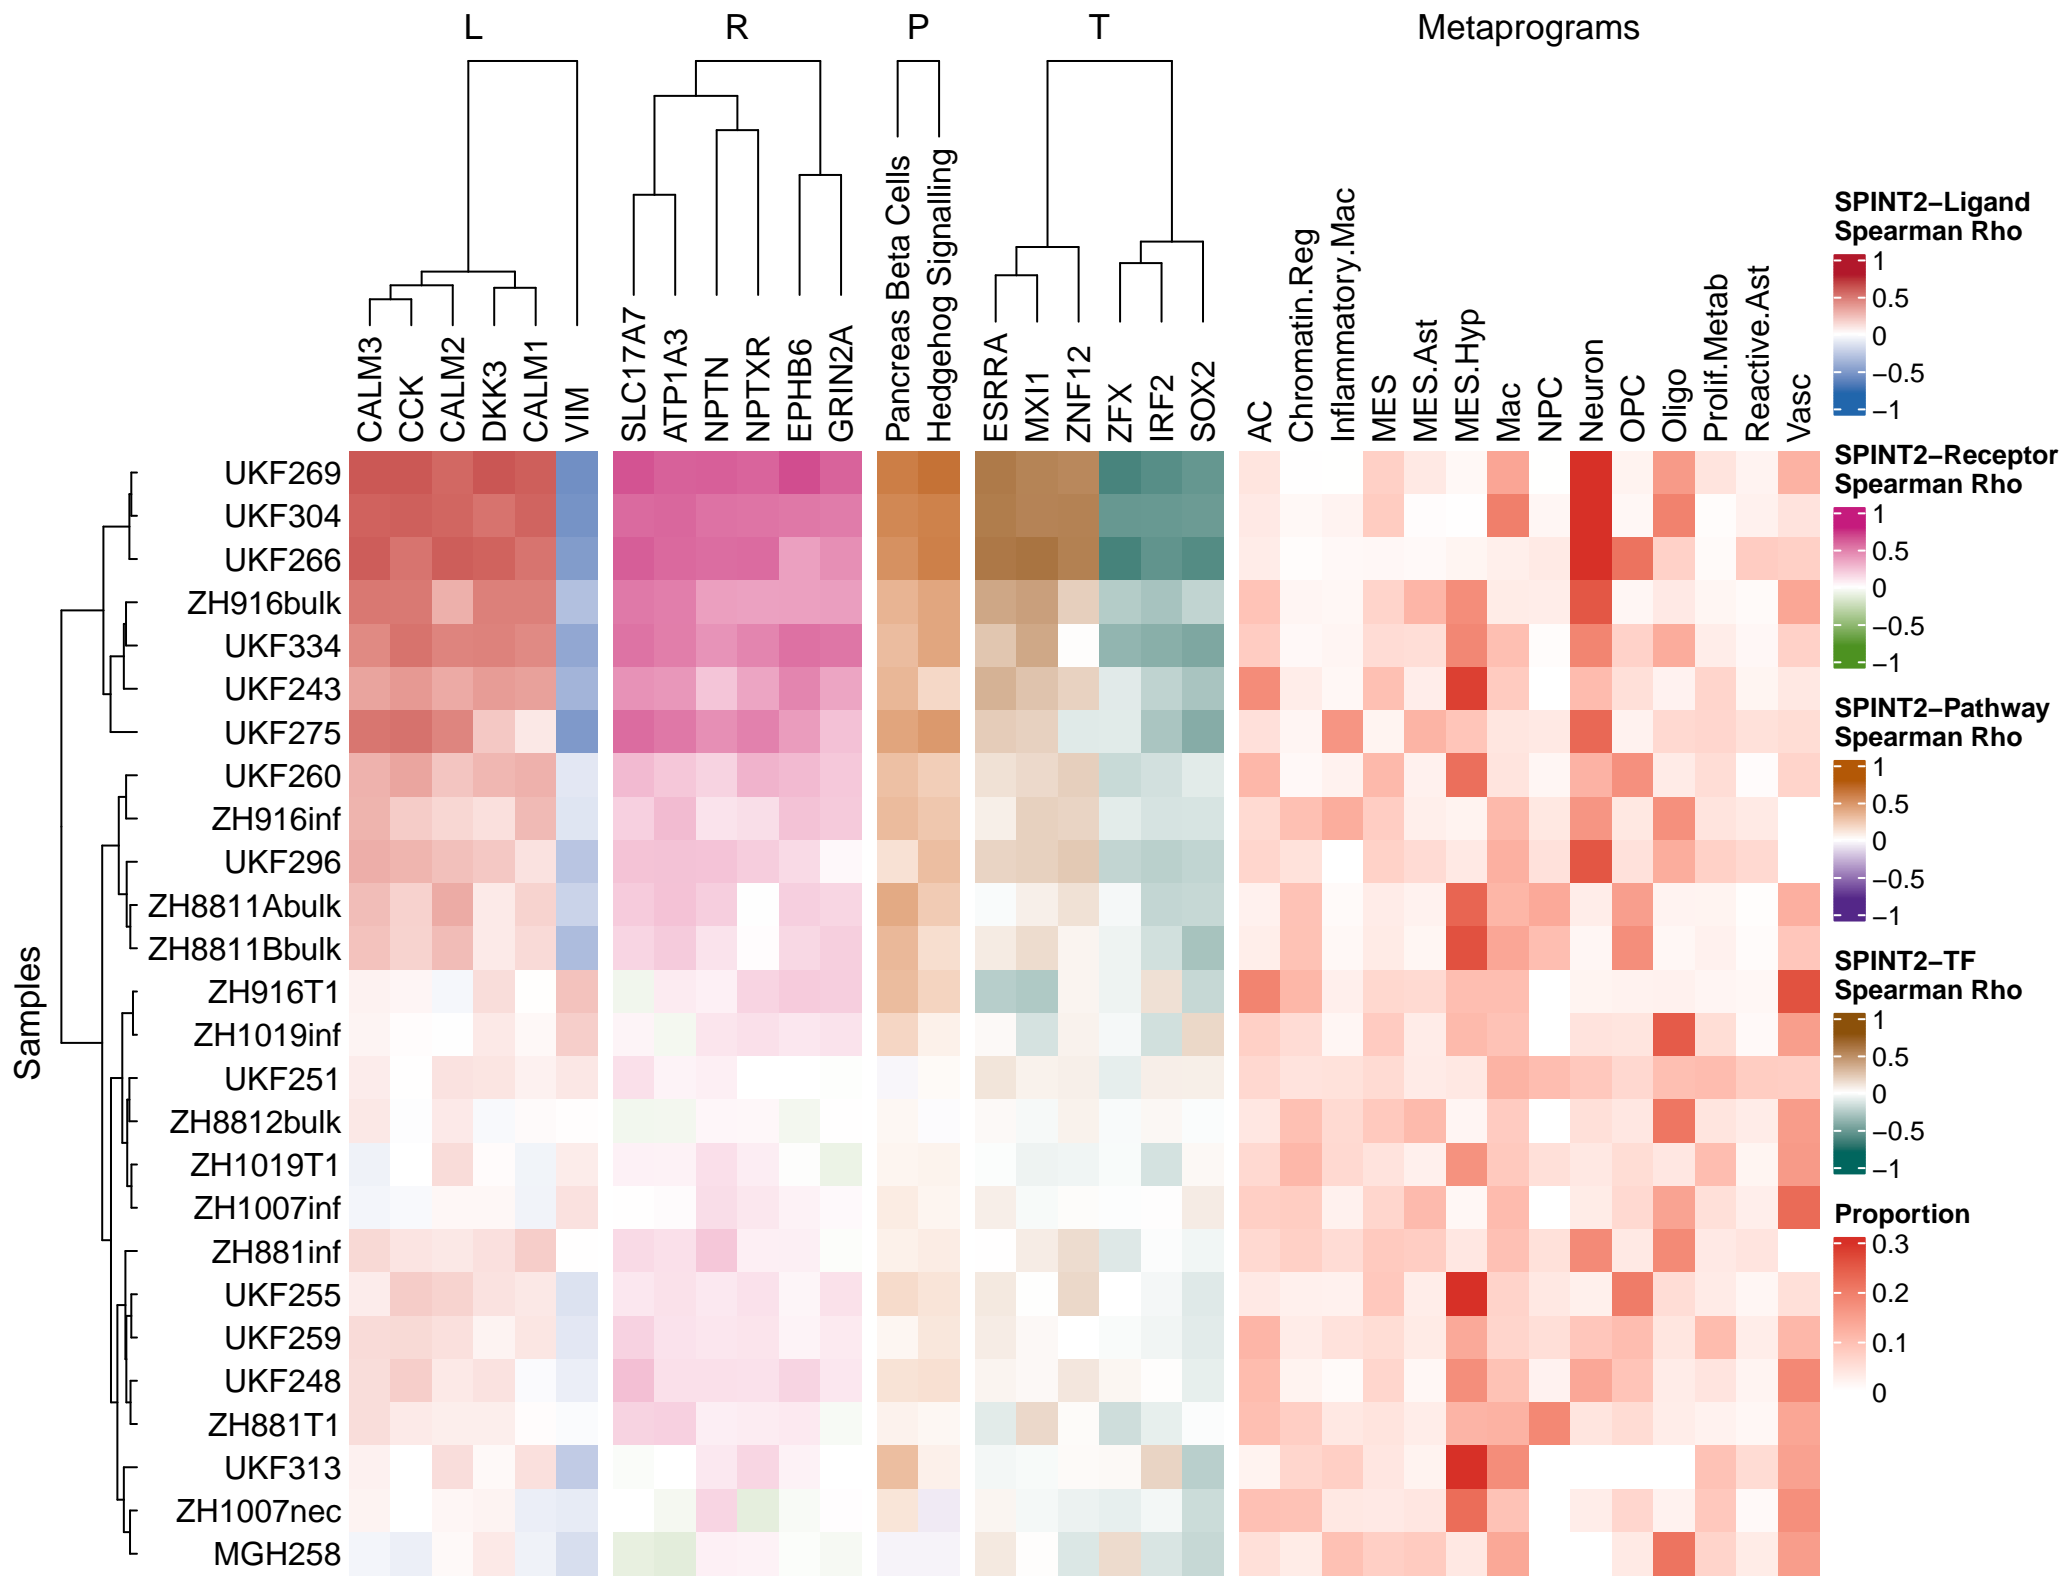 L
R
P
T
Metaprograms
CALM3
CCK
CALM2
DKK3
CALM1
VIM
SLC17A7
ATP1A3
NPTN
NPTXR
EPHB6
GRIN2A
Pancreas Beta Cells
Hedgehog Signalling
ESRRA
MXI1
ZNF12
ZFX
IRF2
SOX2
AC
Chromatin.Reg
Inflammatory.Mac
MES
MES.Ast
MES.Hyp
Mac
NPC
Neuron
OPC
Oligo
Prolif.Metab
Reactive.Ast
Vasc
Samples
UKF269
UKF304
UKF266
ZH916bulk
UKF334
UKF243
UKF275
UKF260
ZH916inf
UKF296
ZH8811Abulk
ZH8811Bbulk
ZH916T1
ZH1019inf
UKF251
ZH8812bulk
ZH1019T1
ZH1007inf
ZH881inf
UKF255
UKF259
UKF248
ZH881T1
UKF313
ZH1007nec
MGH258
SPINT2−Ligand
Spearman Rho
1
0.5
0
−0.5
−1
SPINT2−Receptor
Spearman Rho
1
0.5
0
−0.5
−1
SPINT2−Pathway
Spearman Rho
1
0.5
0
−0.5
−1
SPINT2−TF
Spearman Rho
1
0.5
0
−0.5
−1
Proportion
0.3
0.2
0.1
0